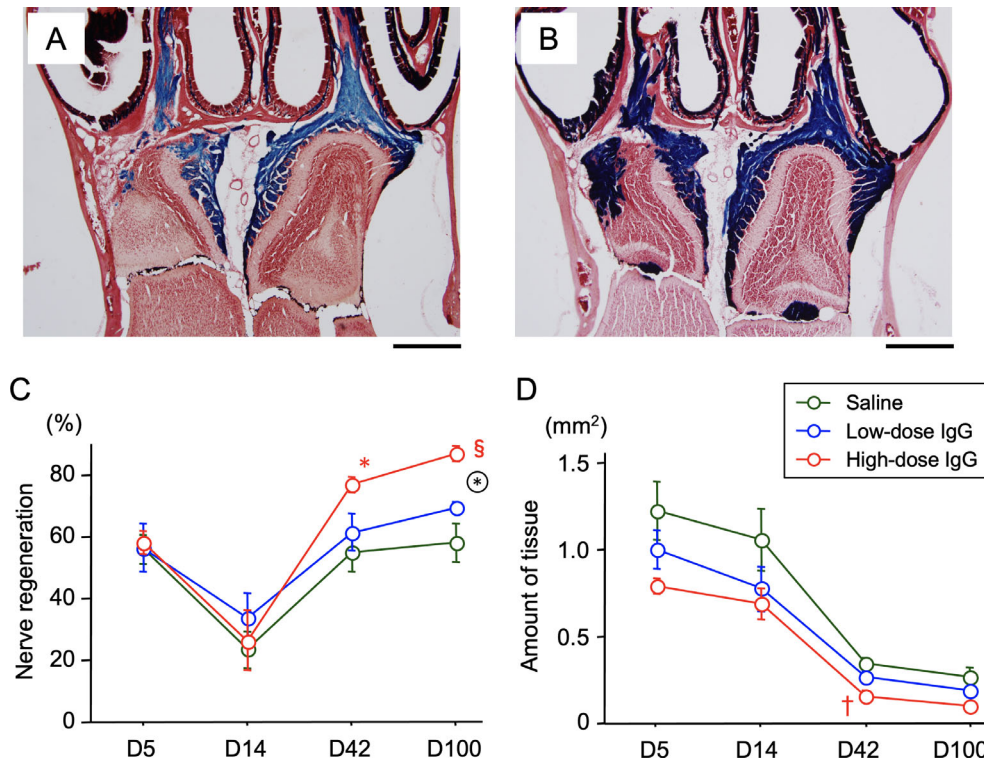 A
B
C
(%)
Nerve regeneration
80
60
40
20
0
D5
D14
D42
D100
*
§
*
D
(mm²)
Amount of tissue
1.5
1.0
0.5
0
D5
D14
D42
D100
†
Saline
Low-dose IgG
High-dose IgG